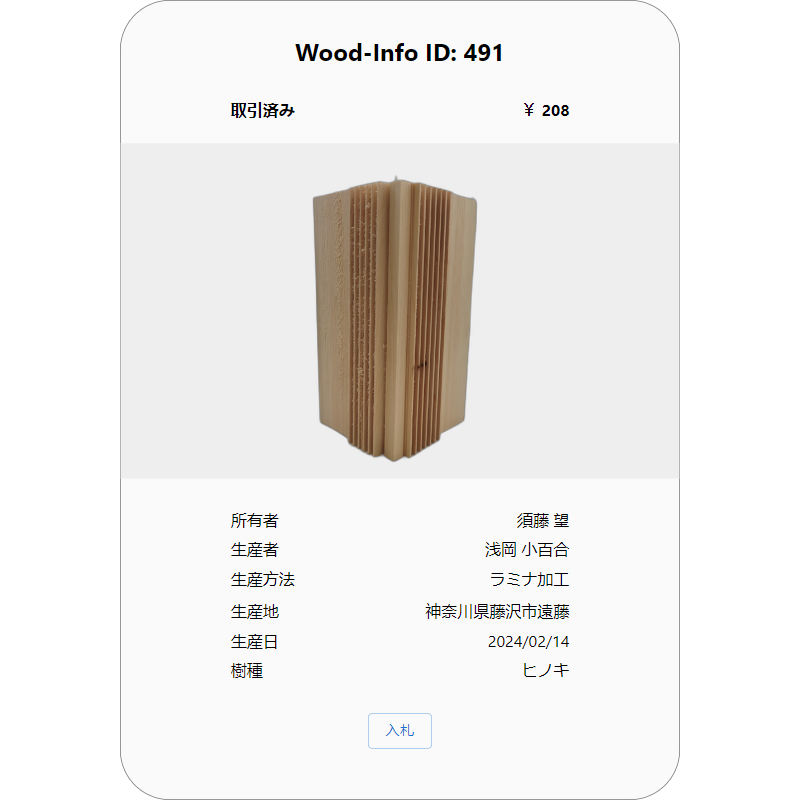 Wood-Info ID: 491
取引済み ¥ 208
所有者 須藤 望
生産者 浅岡 小百合
生産方法 ラミナ加工
生産地 神奈川県藤沢市遠藤
生産日 2024/02/14
樹種 ヒノキ
入札